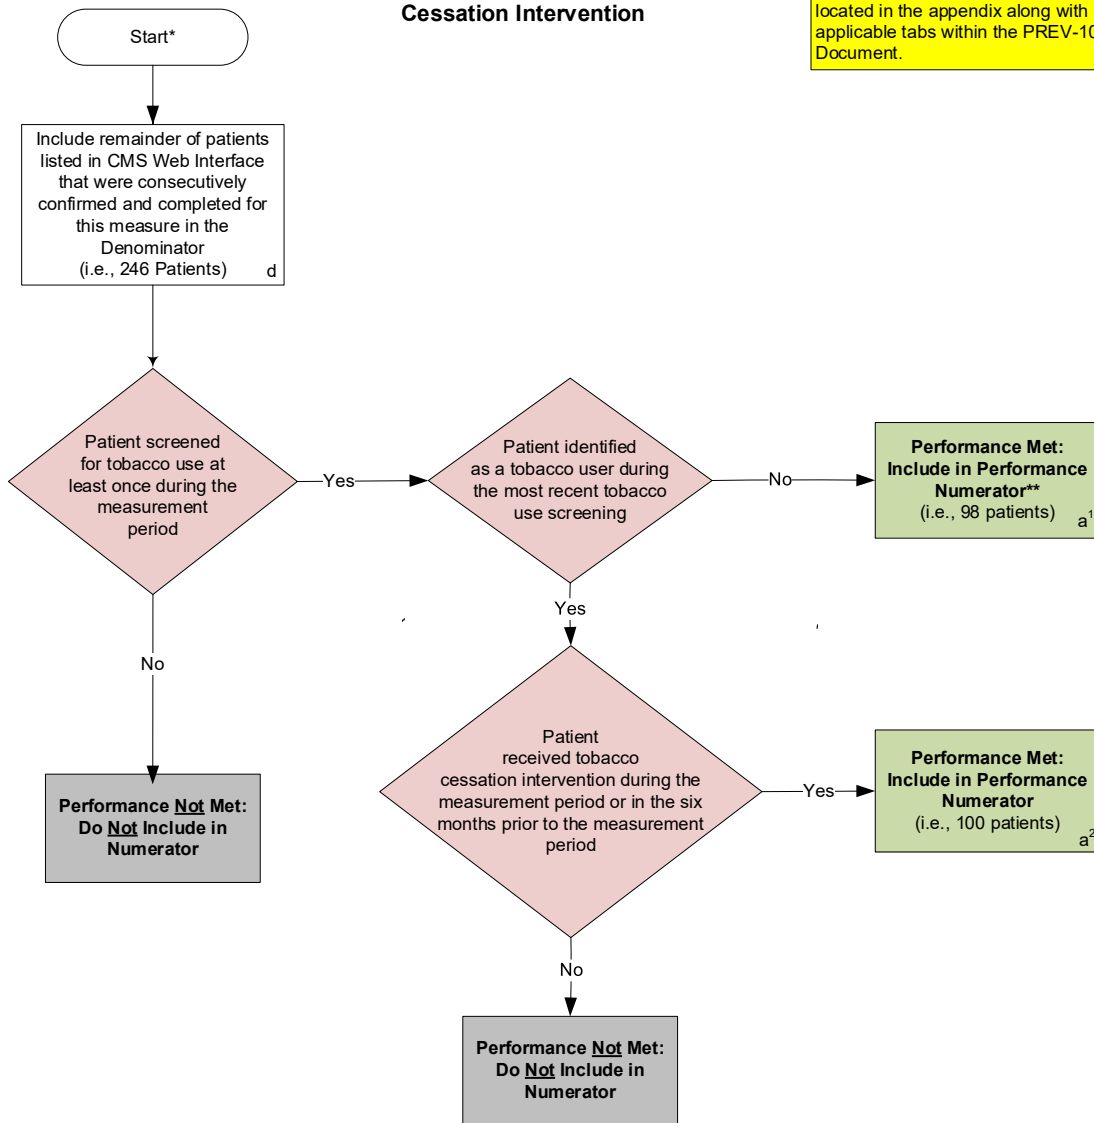 Cessation Intervention
located in the appendix along with
applicable tabs within the PREV-10
Document.
Start*
Include remainder of patients
listed in CMS Web Interface
that were consecutively
confirmed and completed for
this measure in the
Denominator
(i.e., 246 Patients)
d
Patient screened
for tobacco use at
least once during the
measurement
period
Yes
Patient identified
as a tobacco user during
the most recent tobacco
use screening
No
Performance Met:
Include in Performance
Numerator**
(i.e., 98 patients)
a¹
Yes
No
Patient
received tobacco
cessation intervention during the
measurement period or in the six
months prior to the measurement
period
Yes
Performance Met:
Include in Performance
Numerator
(i.e., 100 patients)
a²
Performance Not Met:
Do Not Include in
Numerator
No
Performance Not Met:
Do Not Include in
Numerator